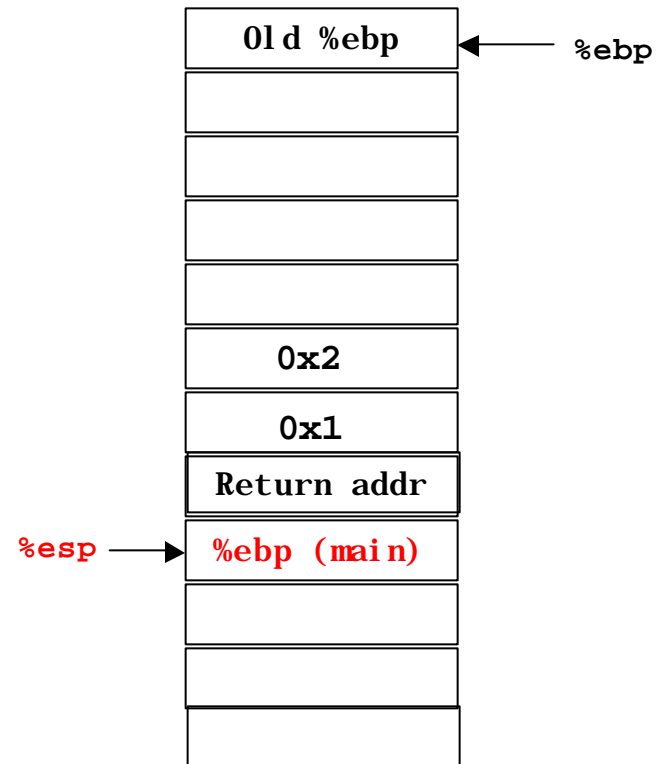 Old %ebp
%ebp
0x2
0x1
Return addr
%esp
%ebp (main)